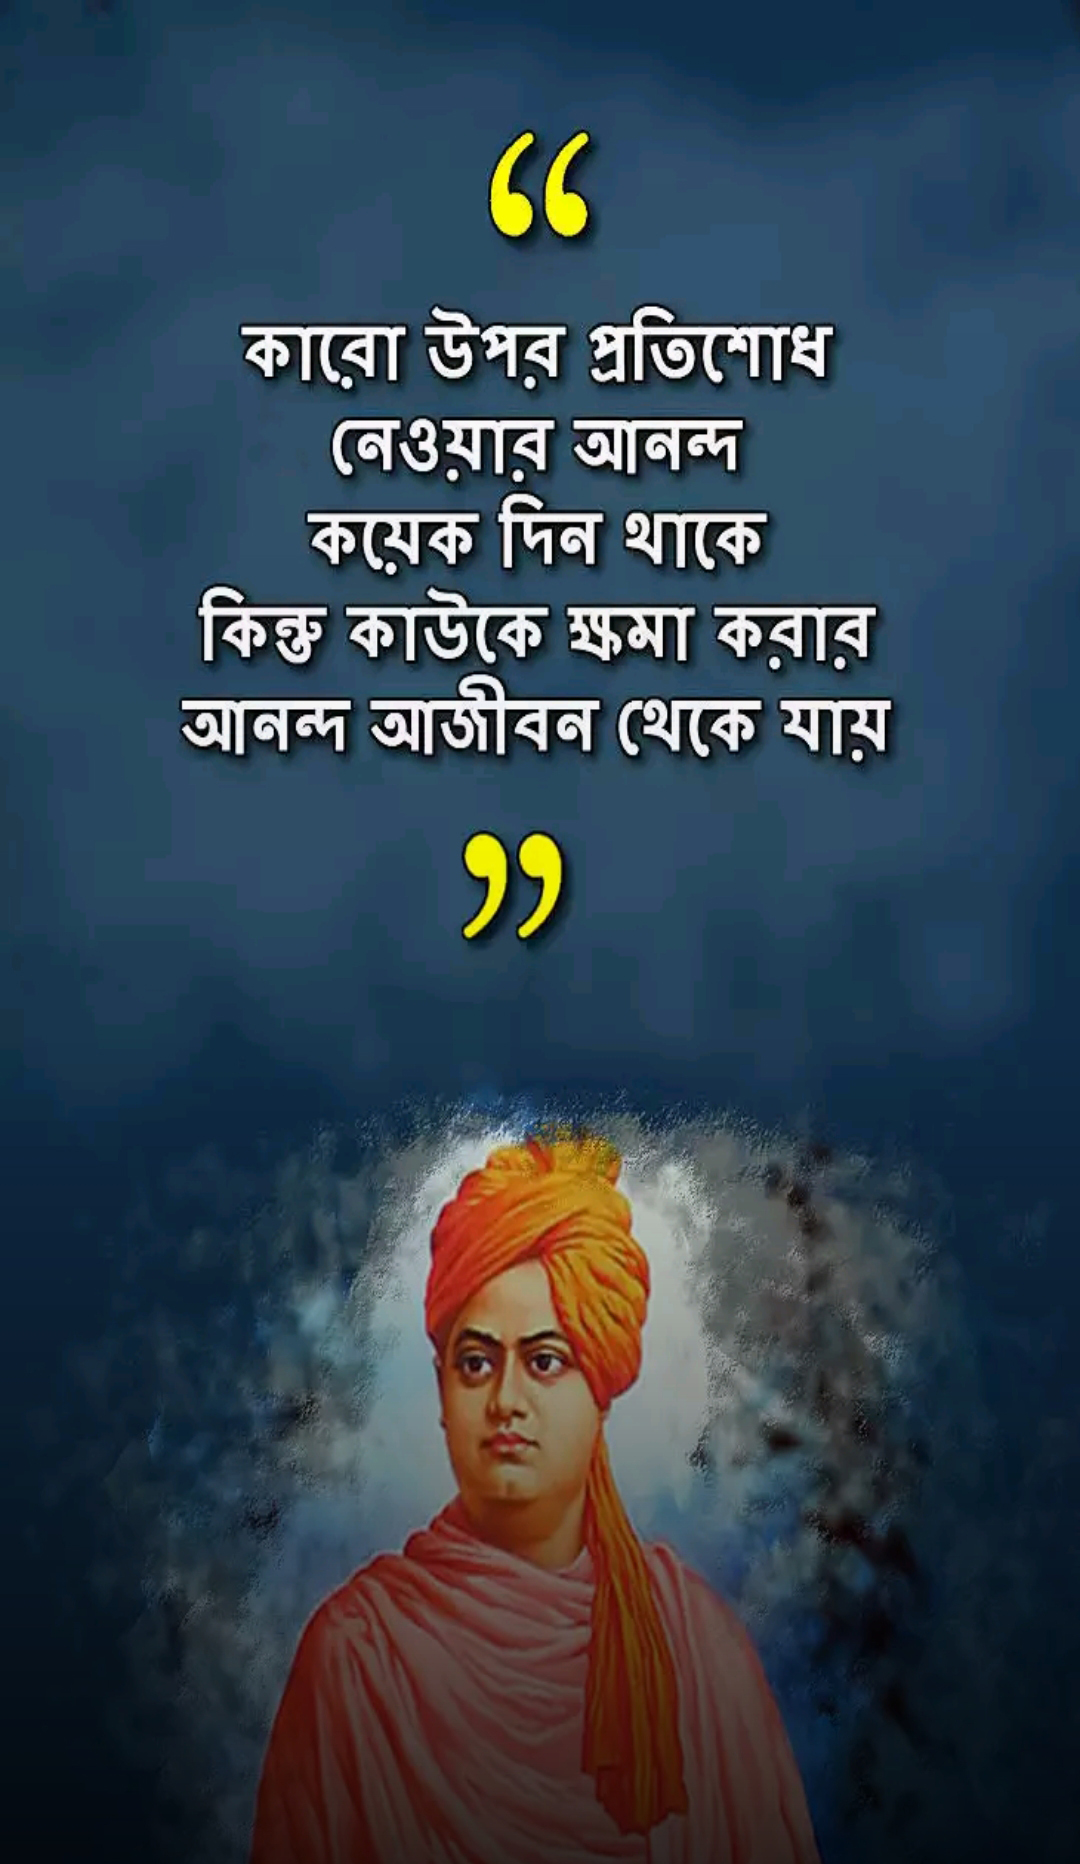 “
কারো উপর প্রতিশোধ
নেওয়ার আনন্দ
কয়েক দিন থাকে
কিন্তু কাউকে ক্ষমা করার
আনন্দ আজীবন থেকে যায়
”